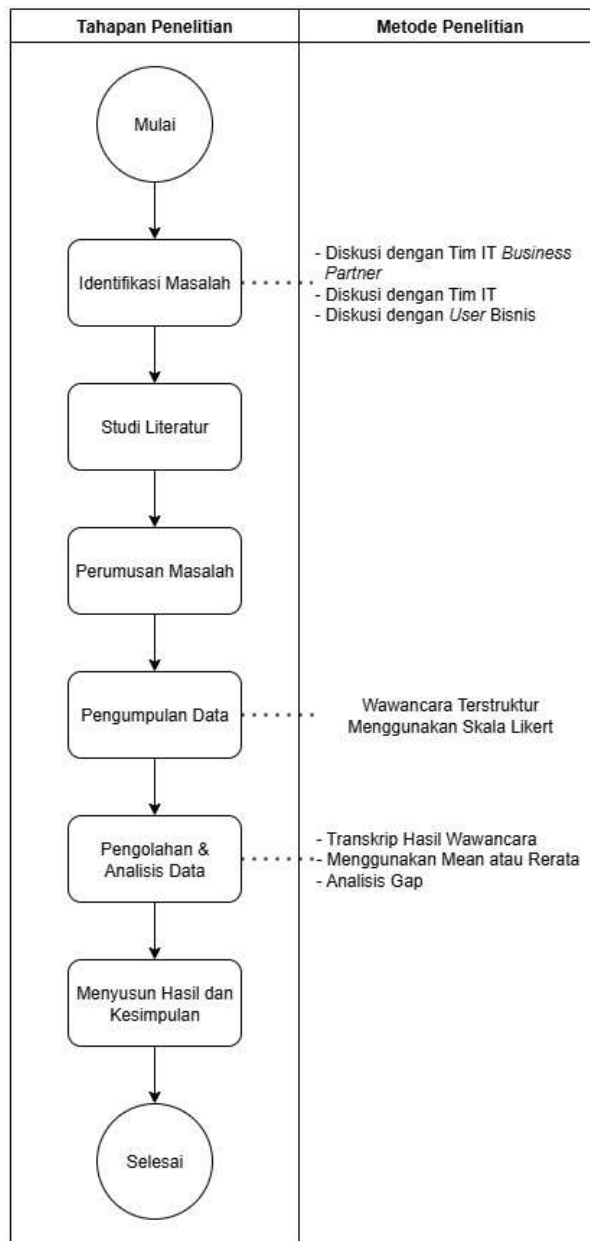 Tahapan Penelitian
Metode Penelitian
Mulai
Identifikasi Masalah
- Diskusi dengan Tim IT Business
Partner
- Diskusi dengan Tim IT
- Diskusi dengan User Bisnis
Studi Literatur
Perumusan Masalah
Pengumpulan Data
Wawancara Terstruktur
Menggunakan Skala Likert
Pengolahan &
Analisis Data
- Transkrip Hasil Wawancara
- Menggunakan Mean atau Rerata
- Analisis Gap
Menyusun Hasil dan
Kesimpulan
Selesai